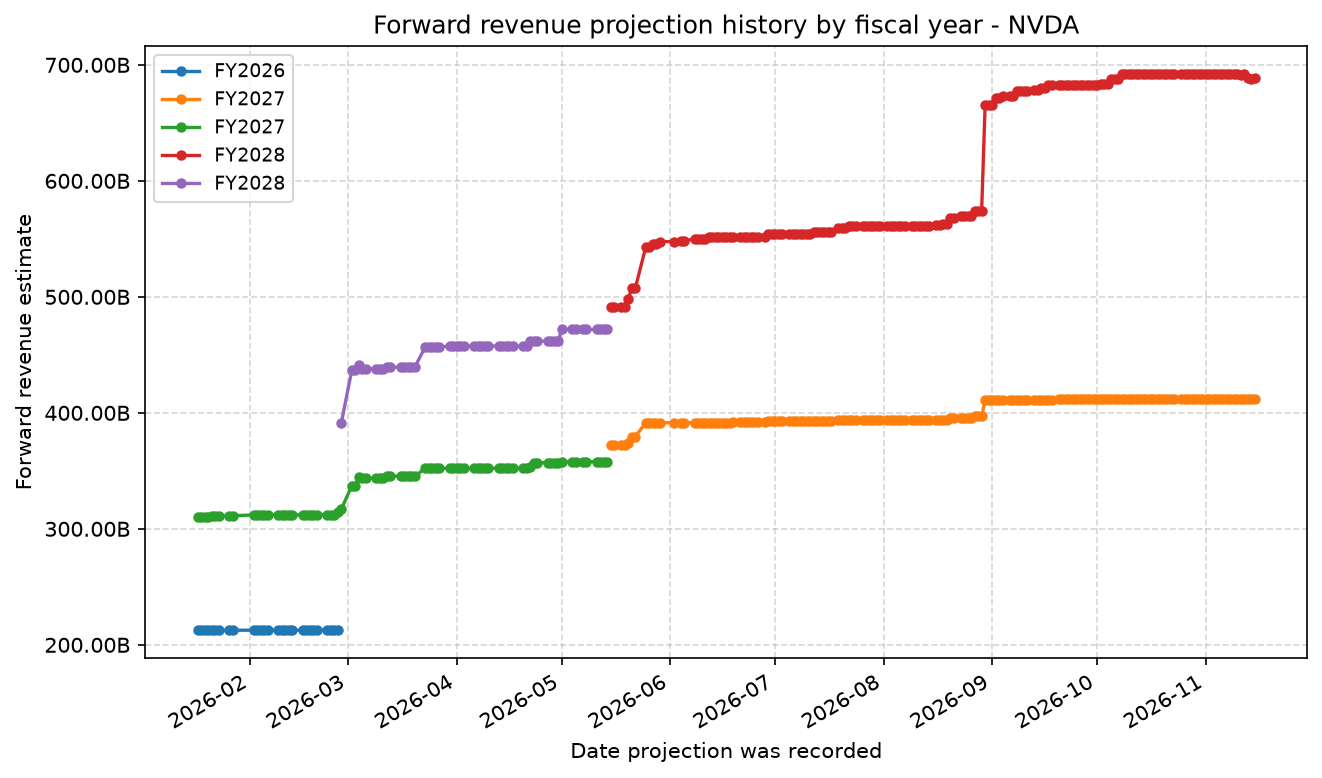 Forward revenue projection history by fiscal year - NVDA
700.00B
600.00B
500.00B
400.00B
300.00B
200.00B
Forward revenue estimate
FY2026
FY2027
FY2027
FY2028
FY2028
2026-02
2026-03
2026-04
2026-05
2026-06
2026-07
2026-08
2026-09
2026-10
2026-11
Date projection was recorded